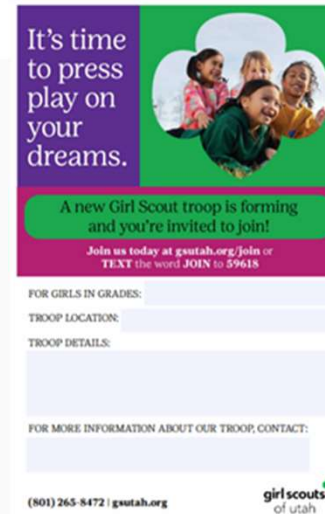 It's time
to press
play on
your
dreams.
A new Girl Scout troop is forming
and you're invited to join!
Join us today at gsutah.org/join or
TEXT the word JOIN to 59618
FOR GIRLS IN GRADES:
TROOP LOCATION:
TROOP DETAILS:
FOR MORE INFORMATION ABOUT OUR TROOP, CONTACT:
(801) 265-8472 | gsutah.org
girl scouts
of utah